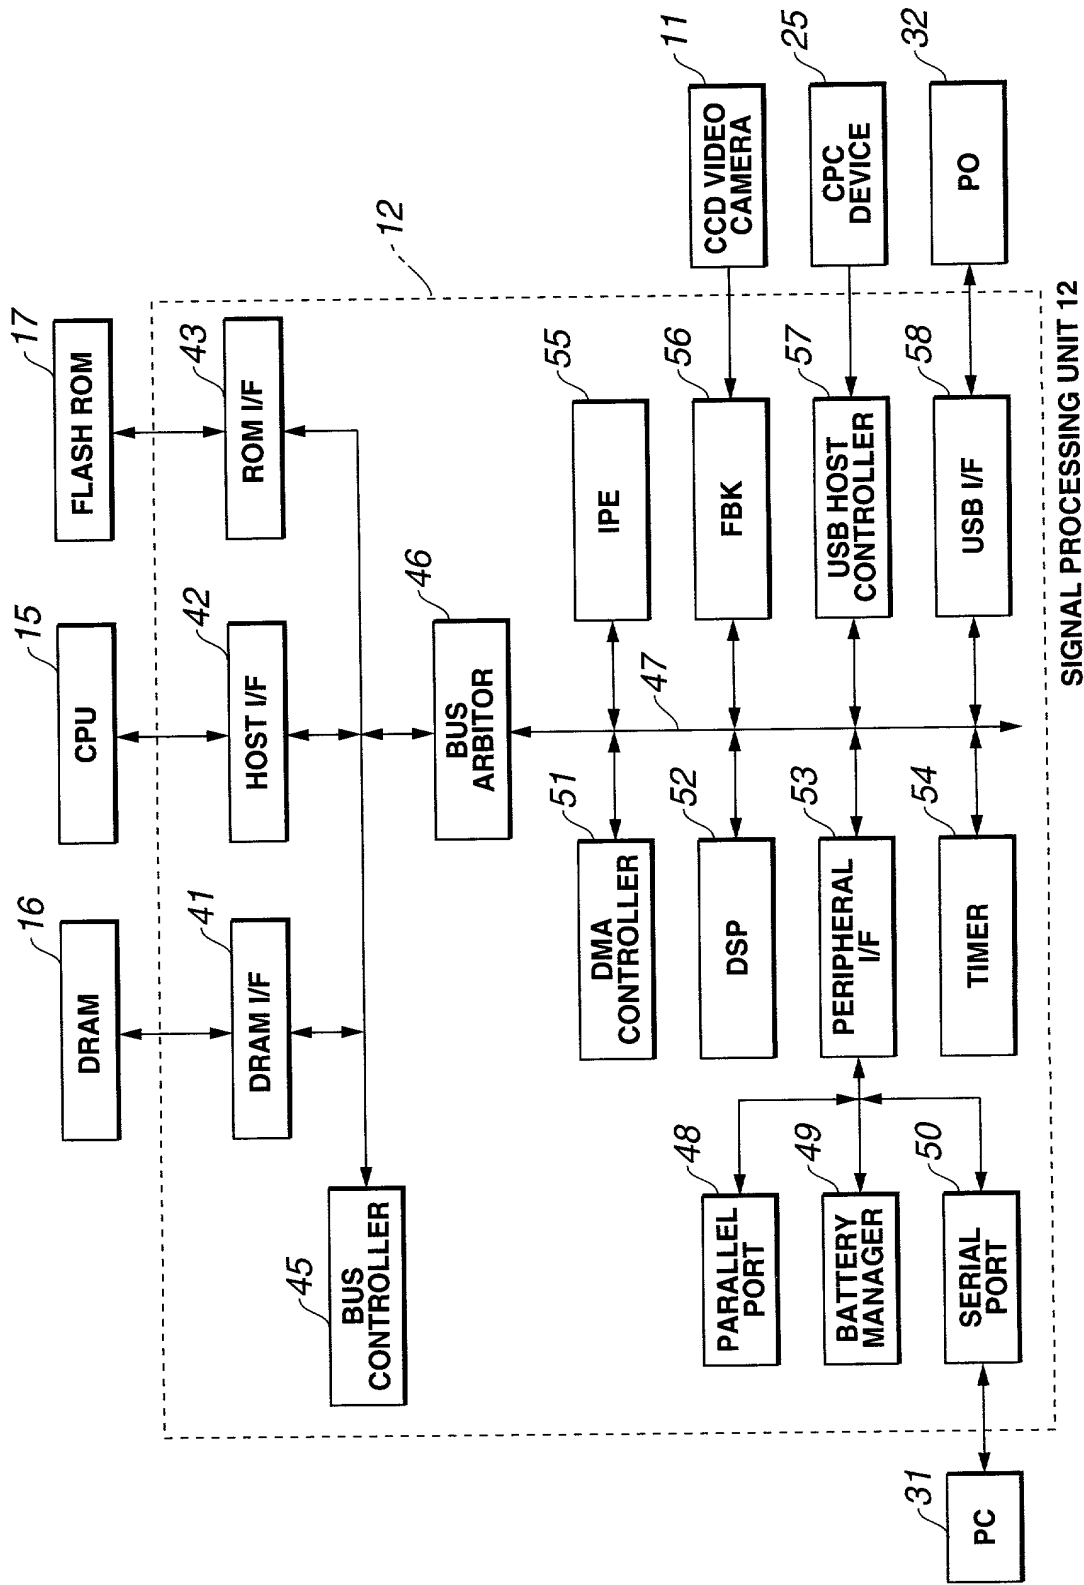 16
DRAM
15
CPU
17
FLASH ROM
12
41
DRAM I/F
42
HOST I/F
43
ROM I/F
45
BUS
CONTROLLER
46
BUS
ARBITOR
47
51
DMA
CONTROLLER
55
IPE
48
PARALLEL
PORT
52
DSP
56
FBK
11
CCD VIDEO
CAMERA
49
BATTERY
MANAGER
53
PERIPHERAL
I/F
57
USB HOST
CONTROLLER
25
CPC
DEVICE
31
PC
50
SERIAL
PORT
54
TIMER
58
USB I/F
32
PO
SIGNAL PROCESSING UNIT 12